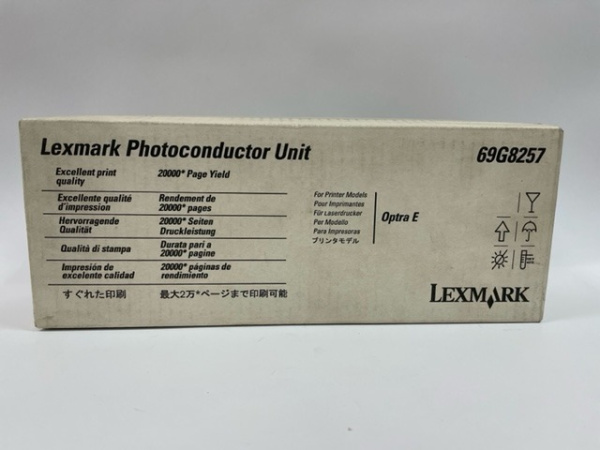 Lexmark Photoconductor Unit
69G8257
Excellent print
quality
20000* Page Yield
Excellente qualité
d'impression
Rendement de
20000* pages
Hervorragende
Qualität
20000* Seiten
Druckleistung
Qualità di stampa
Durata pari a
20000* pagine
Impresión de
excelente calidad
20000* páginas de
rendimiento
すぐれた印刷
最大2万*ページまで印刷可能
For Printer Models
Pour Imprimantes
Für Laserdrucker
Per Modello
Para Impresoras
プリンタモデル
Optra E
LEXMARK